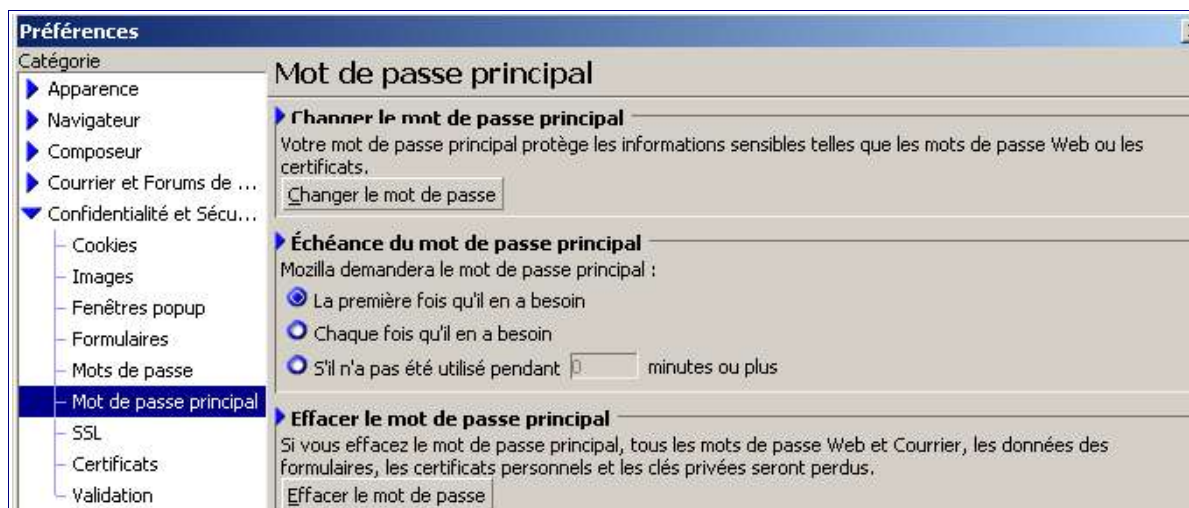 Préférences
Catégorie
Apparence
Navigateur
Composeur
Courrier et Forums de ...
Confidentialité et Sécu...
Cookies
Images
Fenêtres popup
Formulaires
Mots de passe
Mot de passe principal
SSL
Certificats
Validation
Mot de passe principal
Changer le mot de passe principal
Votre mot de passe principal protège les informations sensibles telles que les mots de passe Web ou les
certificats.
Changer le mot de passe
Échéance du mot de passe principal
Mozilla demandera le mot de passe principal :
La première fois qu'il en a besoin
Chaque fois qu'il en a besoin
S'il n'a pas été utilisé pendant 0 minutes ou plus
Effacer le mot de passe principal
Si vous effacez le mot de passe principal, tous les mots de passe Web et Courrier, les données des
formulaires, les certificats personnels et les clés privées seront perdus.
Effacer le mot de passe